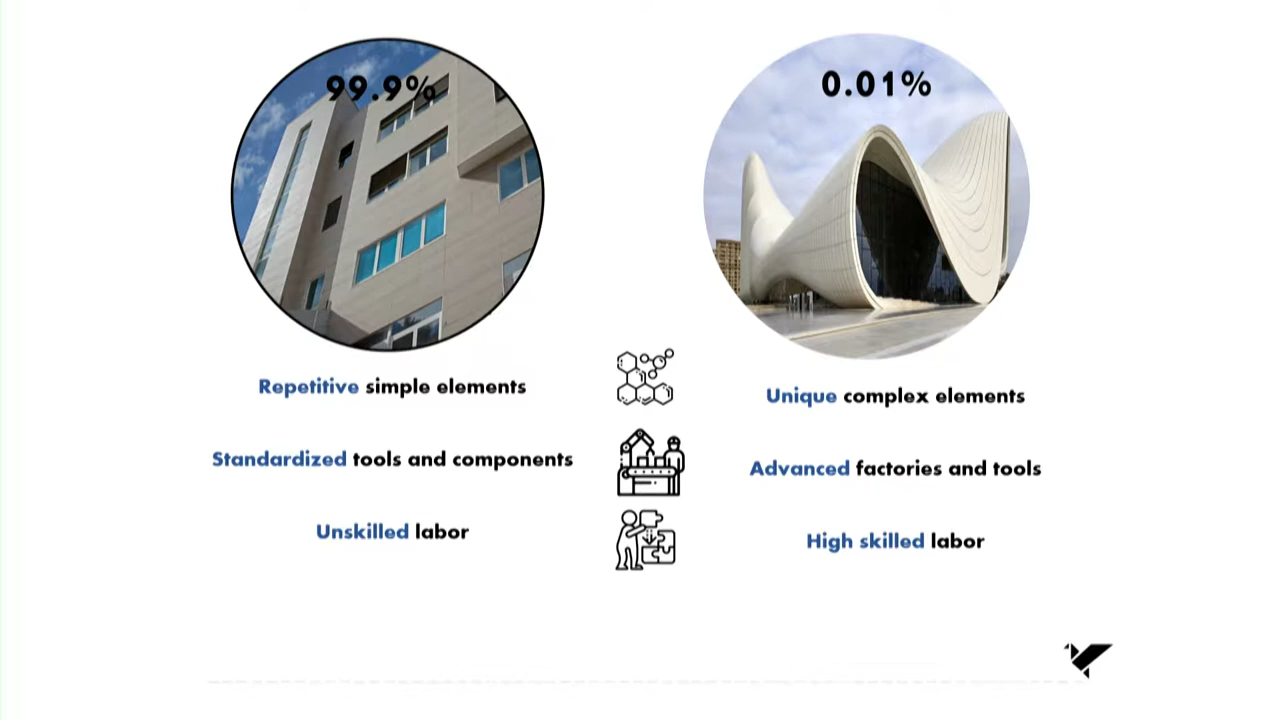 99.9%
0.01%
Repetitive simple elements
Unique complex elements
Standardized tools and components
Advanced factories and tools
Unskilled labor
High skilled labor